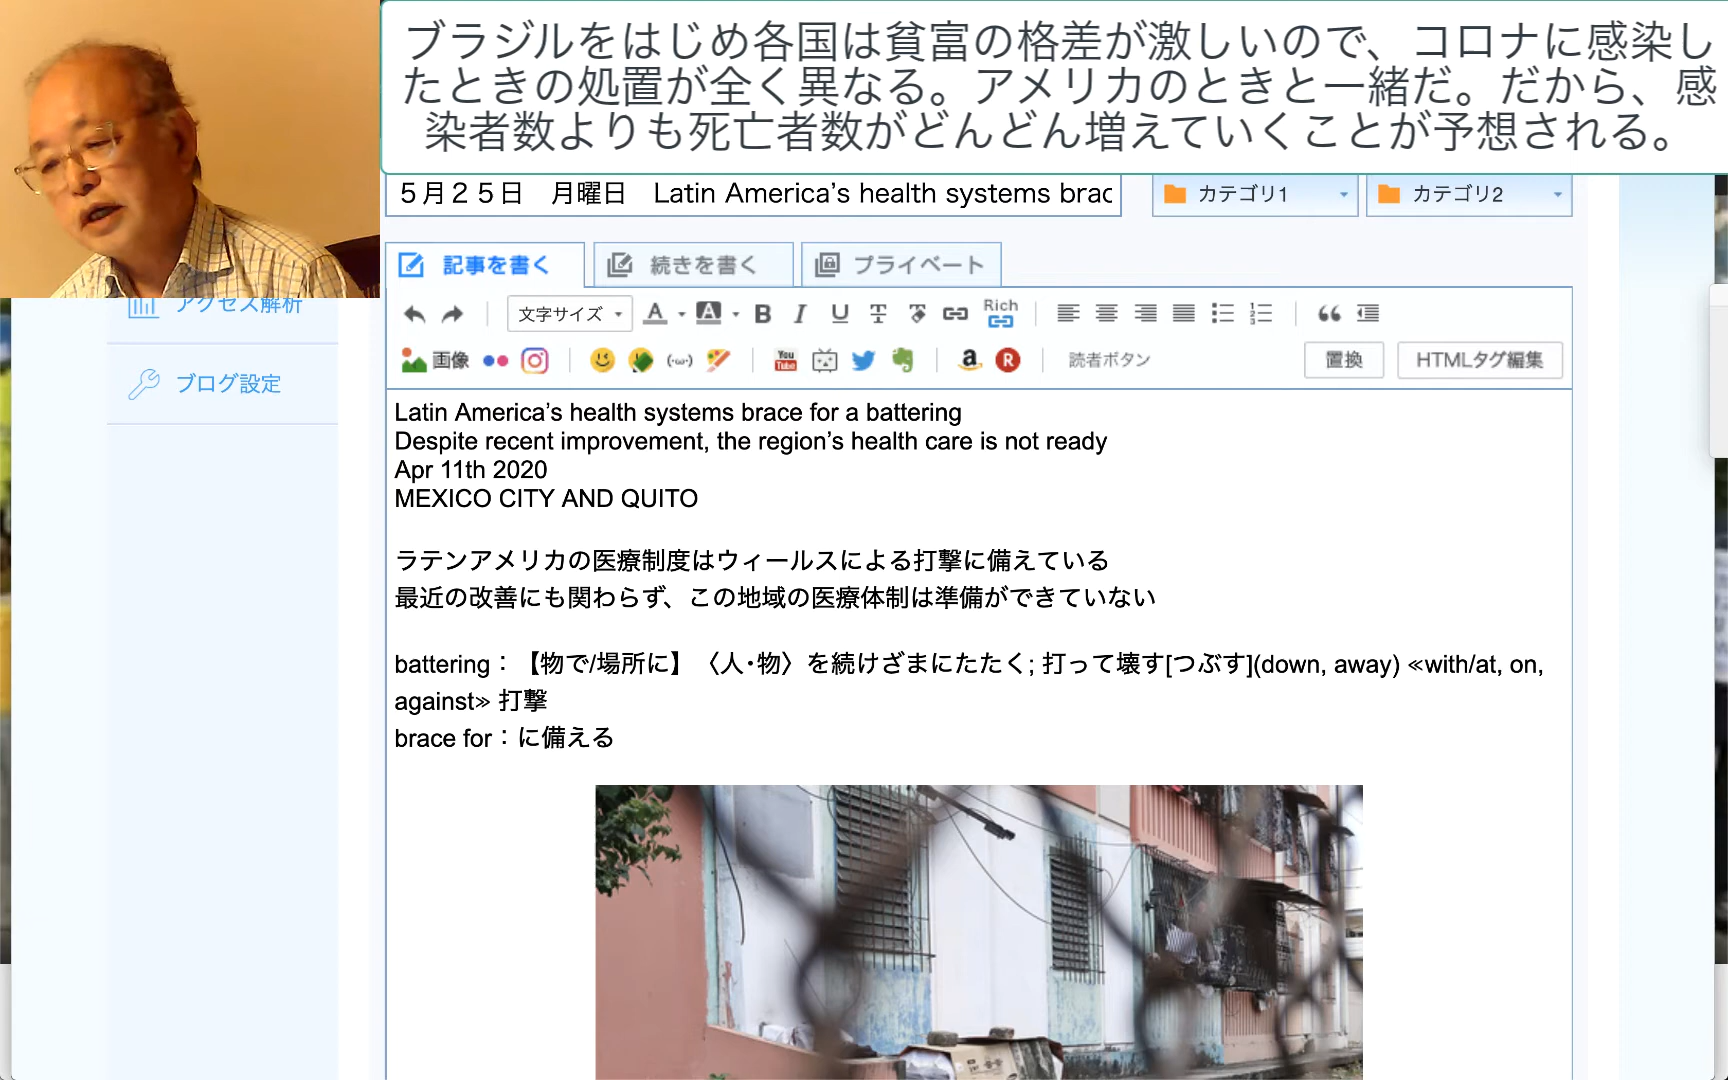 ブラジルをはじめ各国は貧富の格差が激しいので、コロナに感染し
たときの処置が全く異なる。アメリカのときと一緒だ。だから、感
染者数よりも死亡者数がどんどん増えていくことが予想される。
５月２５日　月曜日　Latin America’s health systems brac
カテゴリ1
カテゴリ2
記事を書く
続きを書く
プライベート
アクセス解析
ブログ設定
文字サイズ
A
A
B
I
U
T
Rich
画像
(･ω･)
You
Tube
a
R
読者ボタン
置換
HTMLタグ編集
Latin America’s health systems brace for a battering
Despite recent improvement, the region’s health care is not ready
Apr 11th 2020
MEXICO CITY AND QUITO
ラテンアメリカの医療制度はウィールスによる打撃に備えている
最近の改善にも関わらず、この地域の医療体制は準備ができていない
battering：【物で/場所に】〈人･物〉を続けざまにたたく; 打って壊す[つぶす](down, away) ≪with/at, on,
against≫ 打撃
brace for：に備える